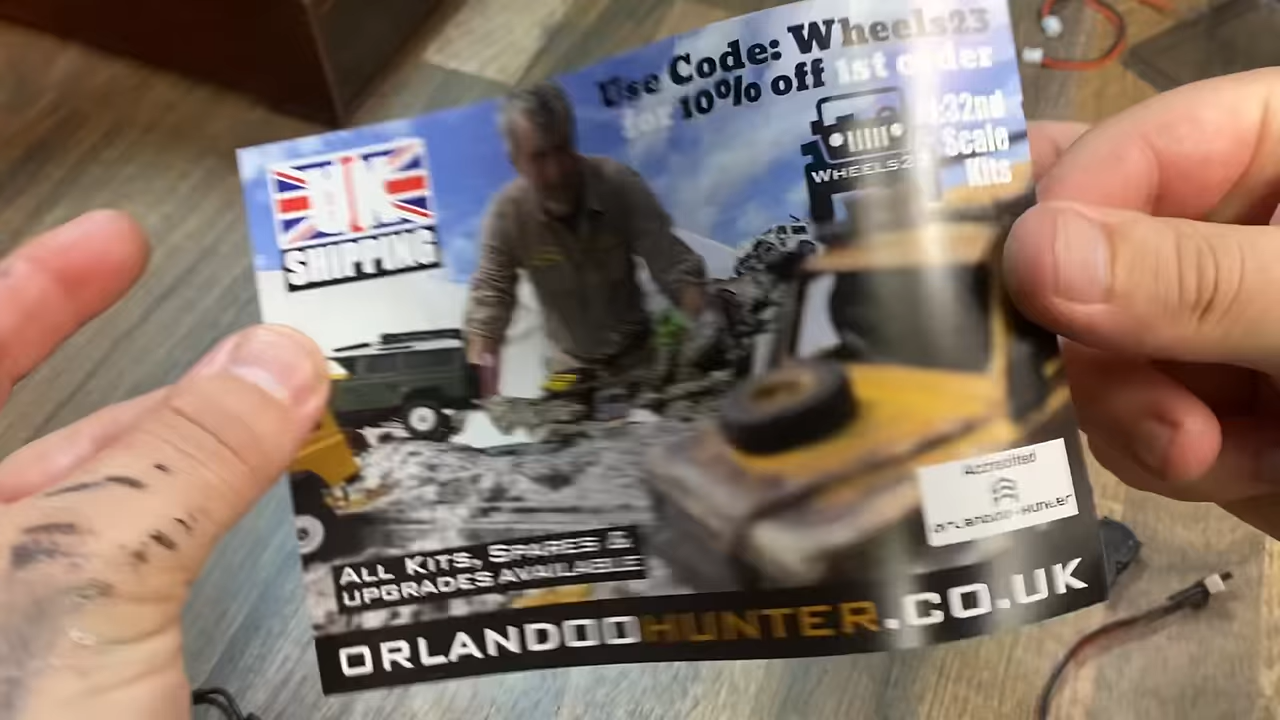 Use Code: Wheels23
for 10% off 1st order
1:32nd
Scale
Kits
WHEELS23
UK
SHIPPING
Accredited
ORLANDOO-HUNTER
ALL KITS, SPARES &
UPGRADES AVAILABLE
ORLANDOOHUNTER.CO.UK